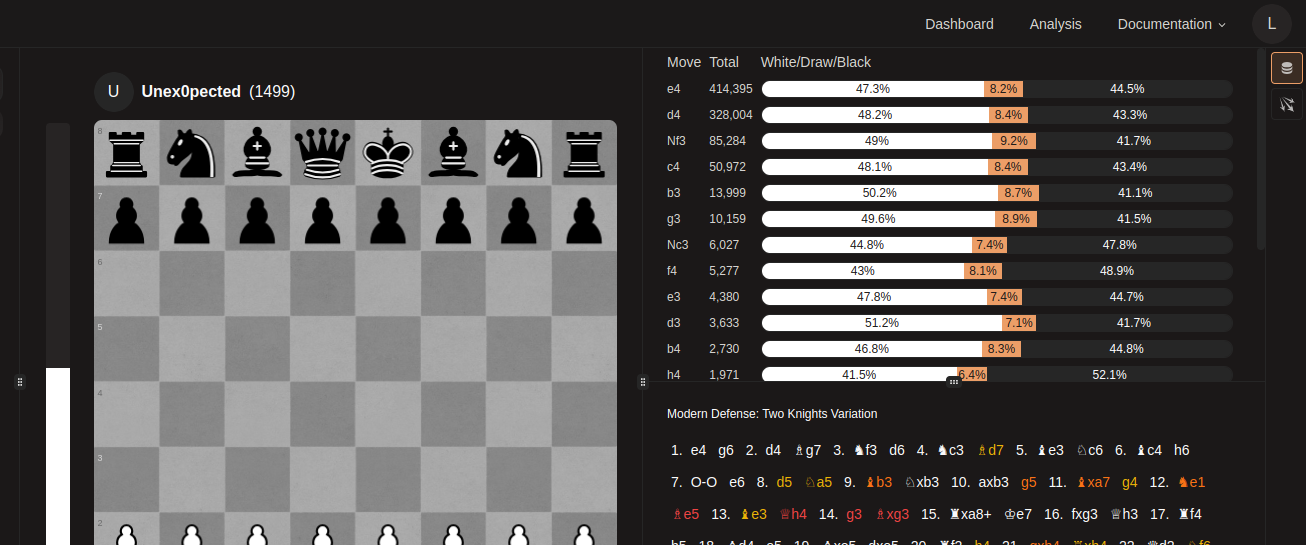 Dashboard Analysis Documentation L
U Unex0pected (1499)
8
7
6
5
4
3
2
Move Total White/Draw/Black
e4 414,395 47.3% 8.2% 44.5%
d4 328,004 48.2% 8.4% 43.3%
Nf3 85,284 49% 9.2% 41.7%
c4 50,972 48.1% 8.4% 43.4%
b3 13,999 50.2% 8.7% 41.1%
g3 10,159 49.6% 8.9% 41.5%
Nc3 6,027 44.8% 7.4% 47.8%
f4 5,277 43% 8.1% 48.9%
e3 4,380 47.8% 7.4% 44.7%
d3 3,633 51.2% 7.1% 41.7%
b4 2,730 46.8% 8.3% 44.8%
h4 1,971 41.5% 6.4% 52.1%
Modern Defense: Two Knights Variation
1. e4 g6 2. d4 ♗g7 3. ♞f3 d6 4. ♞c3 ♗d7 5. ♝e3 ♘c6 6. ♝c4 h6
7. O-O e6 8. d5 ♘a5 9. ♝b3 ♘xb3 10. axb3 g5 11. ♝xa7 g4 12. ♞e1
♗e5 13. ♝e3 ♕h4 14. g3 ♗xg3 15. ♜xa8+ ♔e7 16. fxg3 ♕h3 17. ♜f4